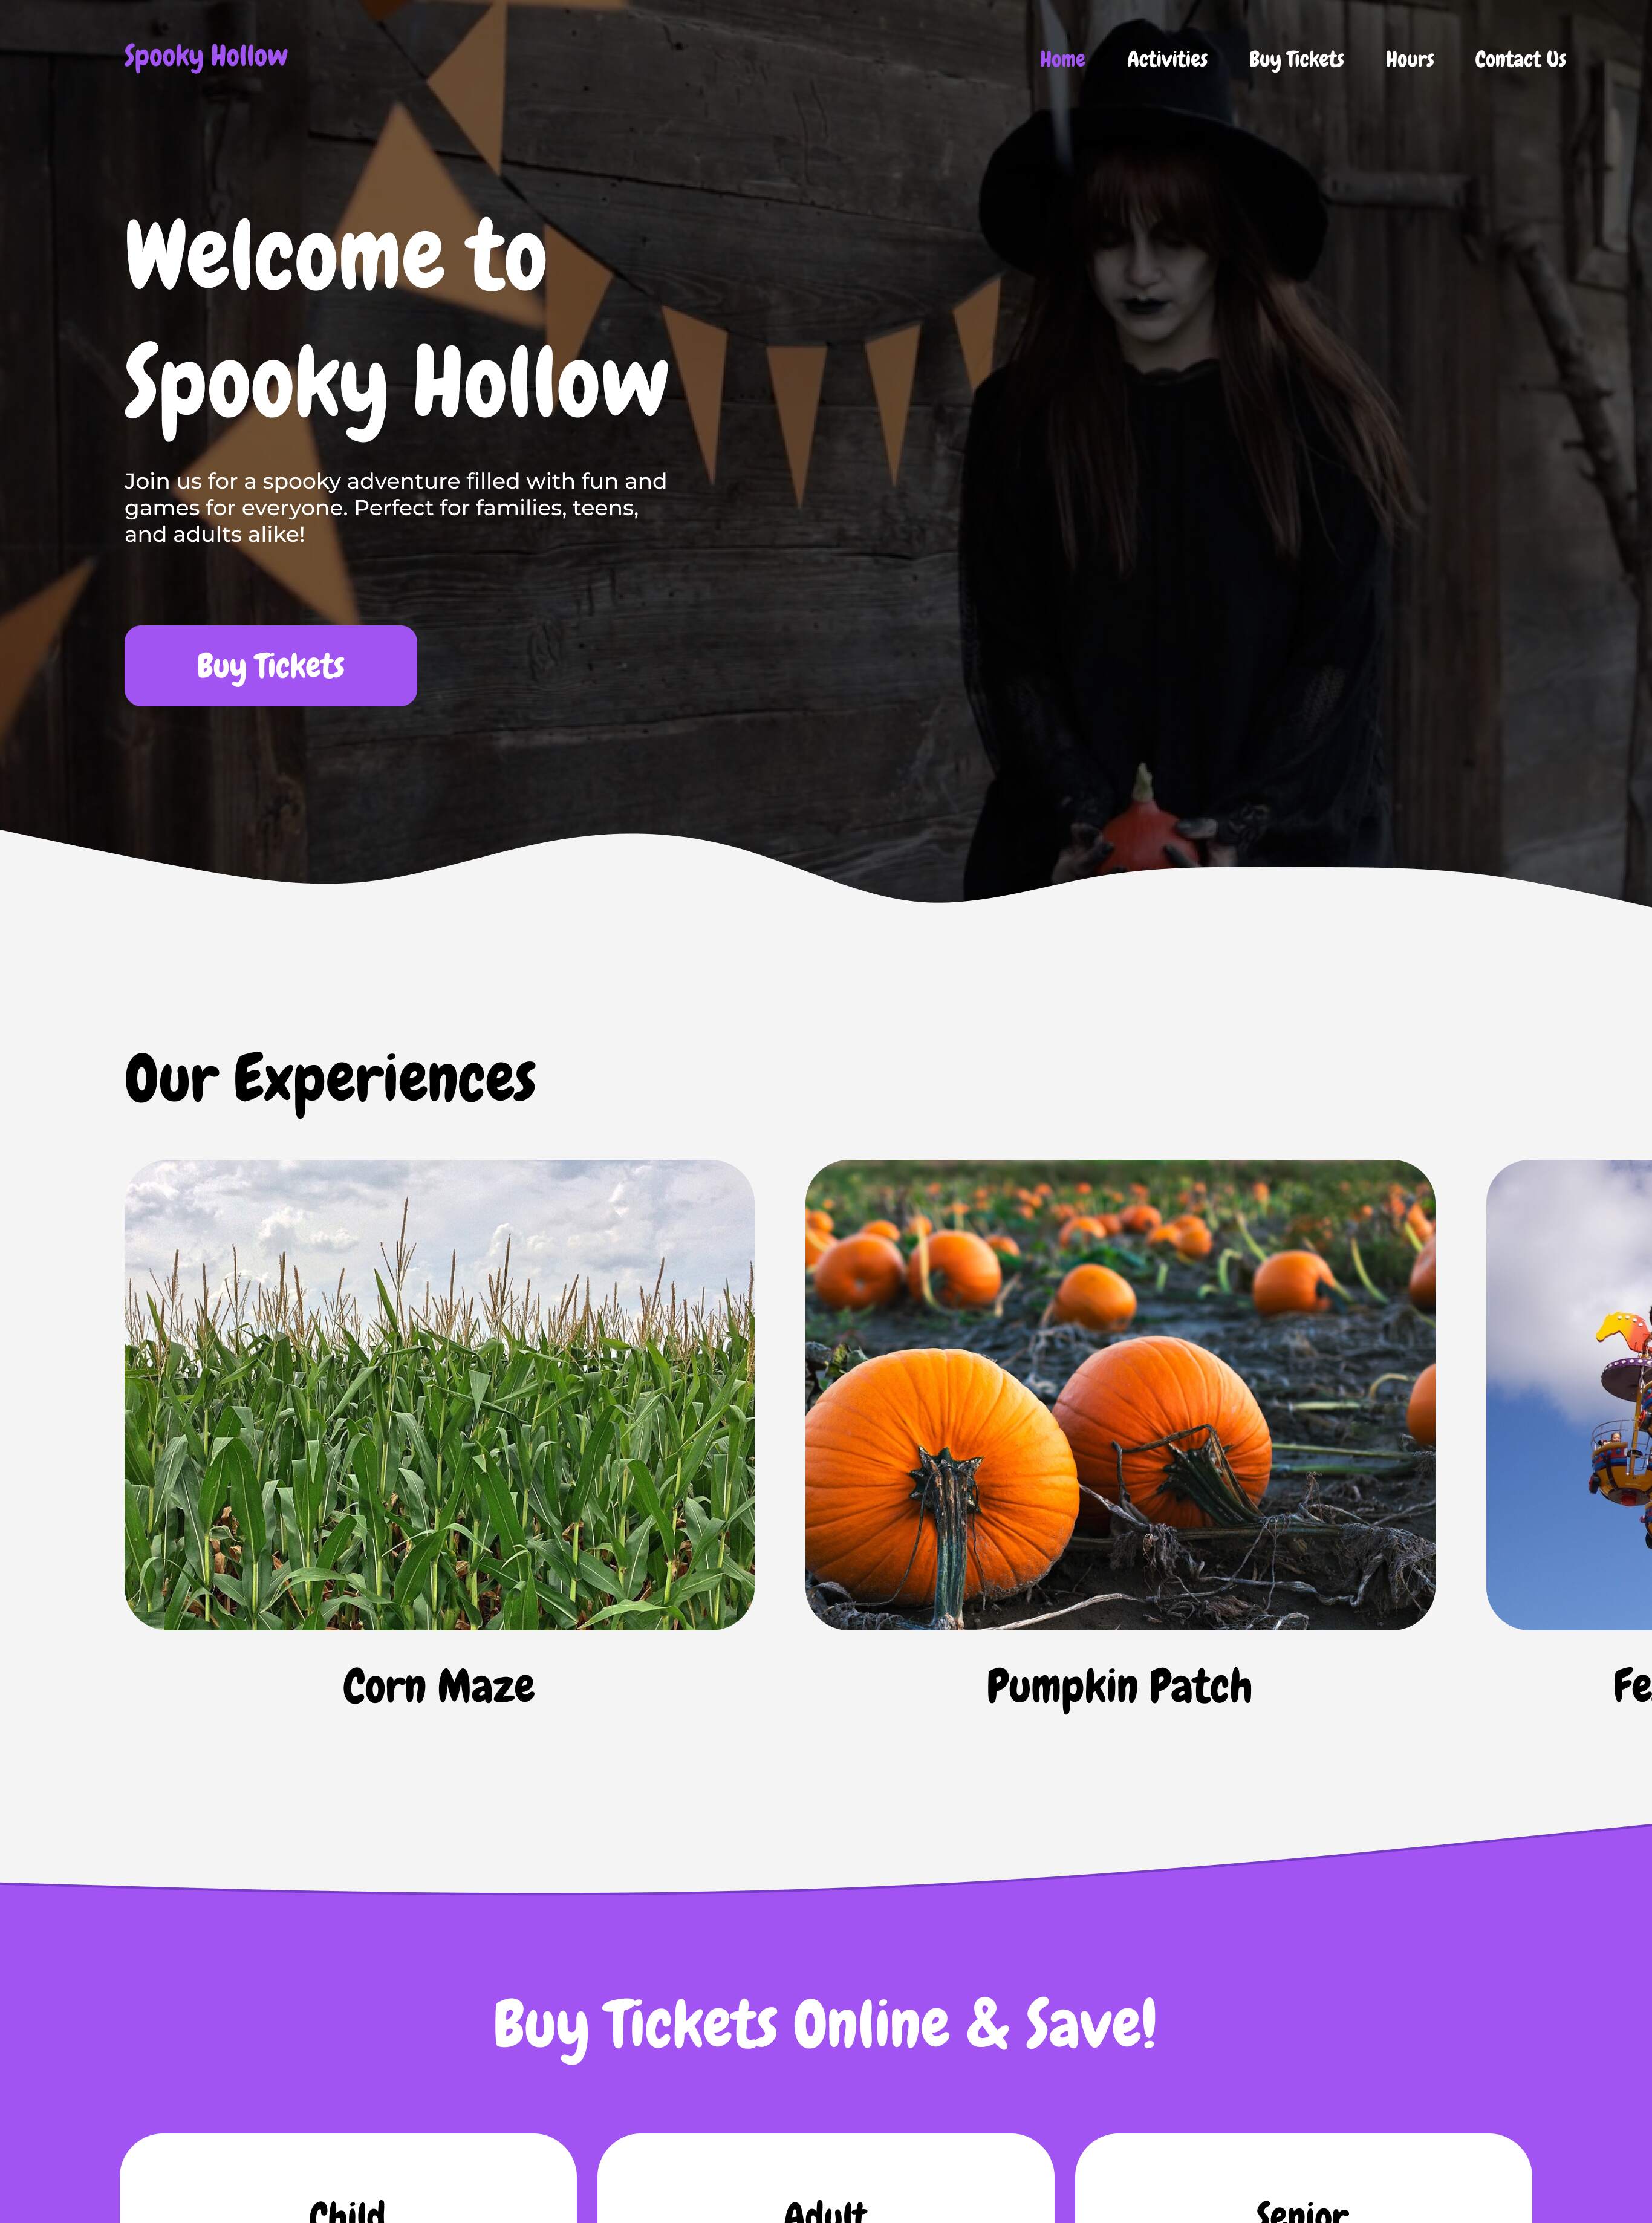 Spooky Hollow
Home Activities Buy Tickets Hours Contact Us
Welcome to
Spooky Hollow
Join us for a spooky adventure filled with fun and
games for everyone. Perfect for families, teens,
and adults alike!
Buy Tickets
Our Experiences
Corn Maze
Pumpkin Patch
Buy Tickets Online & Save!
Child
Adult
Senior